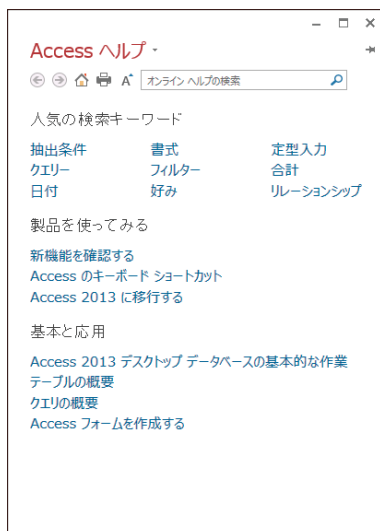 Access ヘルプ
オンライン ヘルプの検索
人気の検索キーワード
抽出条件 書式 定型入力
クエリー フィルター 合計
日付 好み リレーションシップ
製品を使ってみる
新機能を確認する
Access のキーボード ショートカット
Access 2013 に移行する
基本と応用
Access 2013 デスクトップ データベースの基本的な作業
テーブルの概要
クエリの概要
Access フォームを作成する